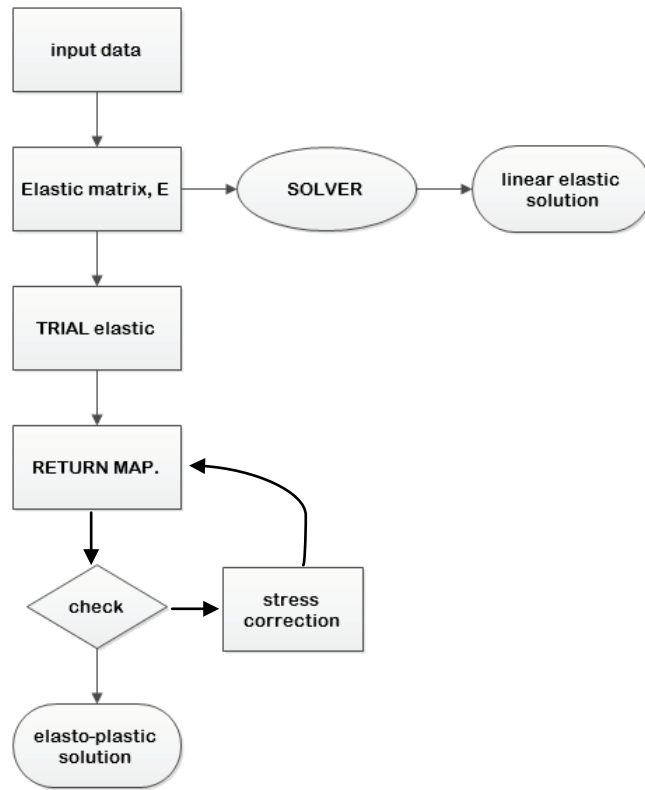 input data
Elastic matrix, E
SOLVER
linear elastic
solution
TRIAL elastic
RETURN MAP.
check
stress
correction
elasto-plastic
solution